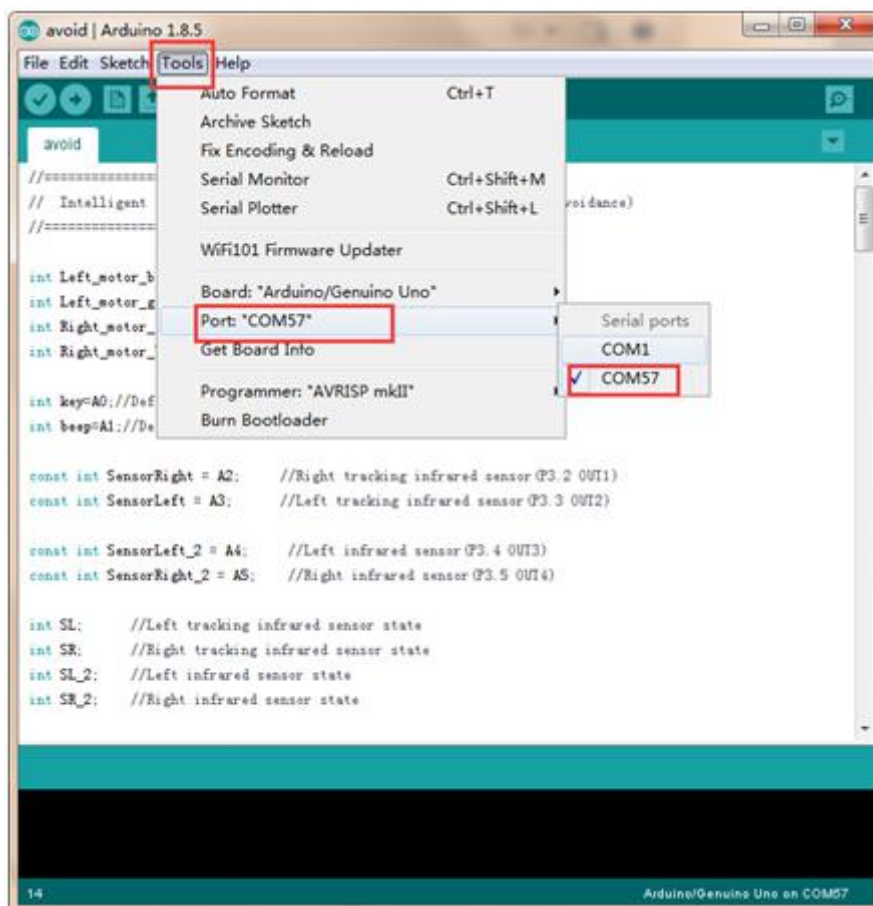 avoid | Arduino 1.8.5
File Edit Sketch Tools Help
Auto Format Ctrl+T
Archive Sketch
avoid
Fix Encoding & Reload
Serial Monitor Ctrl+Shift+M
Serial Plotter Ctrl+Shift+L
WiFi101 Firmware Updater
Board: "Arduino/Genuino Uno"
Port: "COM57"
Get Board Info
Programmer: "AVRISP mkII"
Burn Bootloader
Serial ports
COM1
COM57
//===============
// Intelligent voidance)
//===============
int Left_motor_b
int Left_motor_g
int Right_motor_
int Right_motor_
int key=A0;//Def
int beep=A1;//De
const int SensorRight = A2; //Right tracking infrared sensor(P3.2 OUT1)
const int SensorLeft = A3; //Left tracking infrared sensor(P3.3 OUT2)
const int SensorLeft_2 = A4; //Left infrared sensor(P3.4 OUT3)
const int SensorRight_2 = A5; //Right infrared sensor(P3.5 OUT4)
int SL; //Left tracking infrared sensor state
int SR; //Right tracking infrared sensor state
int SL_2; //Left infrared sensor state
int SR_2; //Right infrared sensor state
14 Arduino/Genuino Uno on COM57